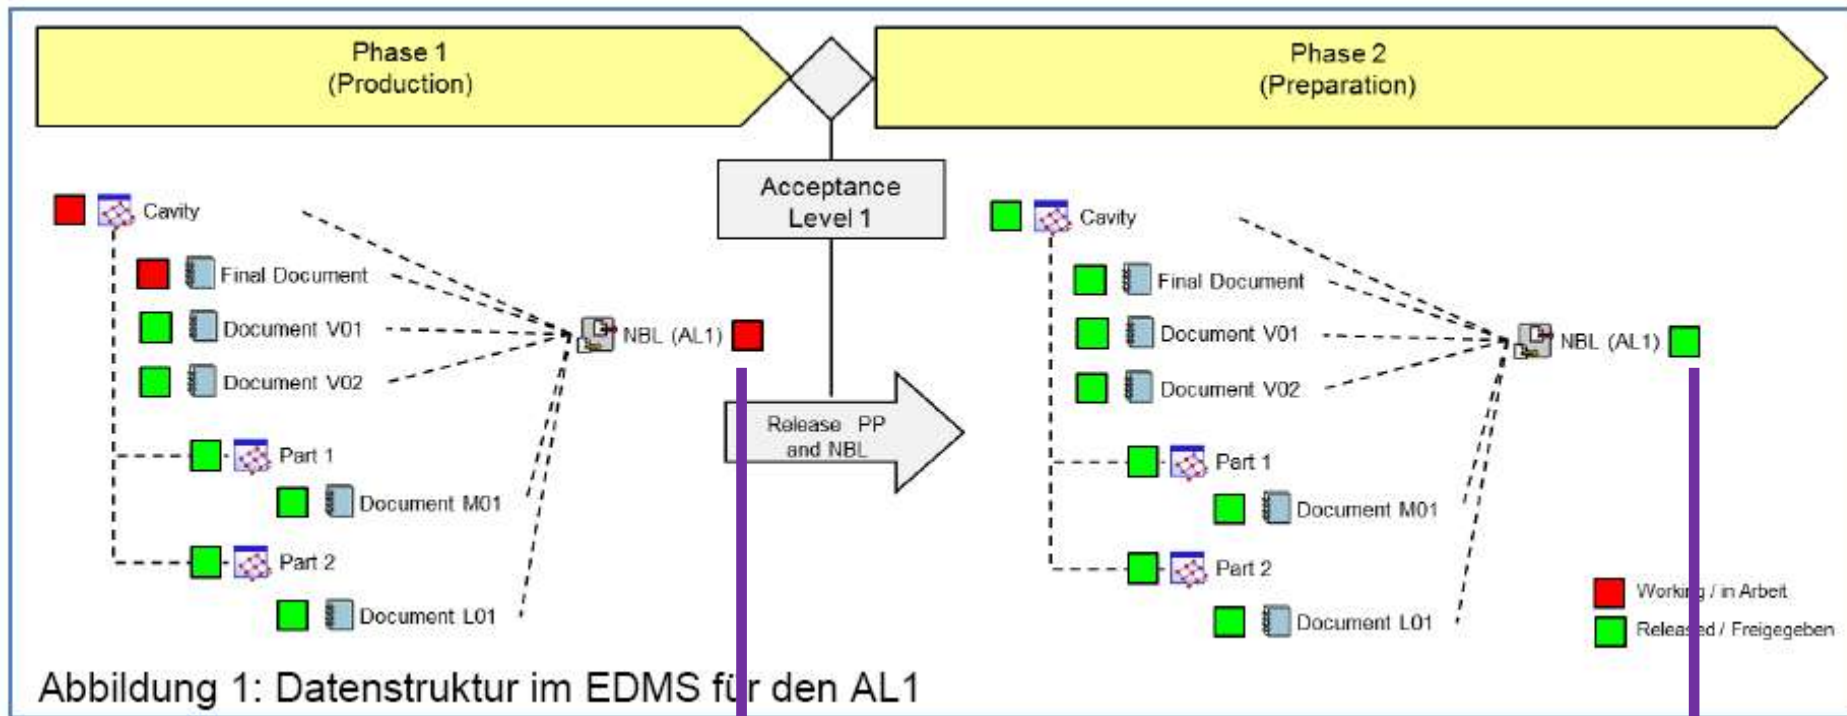 Phase 1
(Production)
Phase 2
(Preparation)
Acceptance
Level 1
Cavity
Final Document
Document V01
Document V02
NBL (AL1)
Part 1
Document M01
Part 2
Document L01
Release PP
and NBL
Cavity
Final Document
Document V01
Document V02
NBL (AL1)
Part 1
Document M01
Part 2
Document L01
Working / in Arbeit
Released / Freigegeben
Abbildung 1: Datenstruktur im EDMS für den AL1